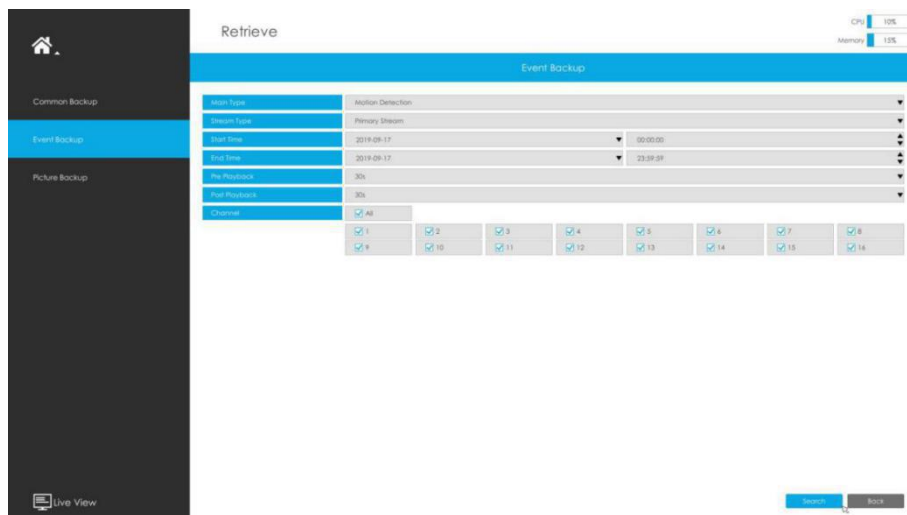 Retrieve
CPU 10%
Memory 15%
Event Backup
Common Backup
Event Backup
Picture Backup
Main Type Motion Detection
Stream Type Primary Stream
Start Time 2019-09-17 00:00:00
End Time 2019-09-17 23:59:59
Pre Playback 30s
Post Playback 30s
Channel All
1 2 3 4 5 6 7 8
9 10 11 12 13 14 15 16
Live View
Search Back